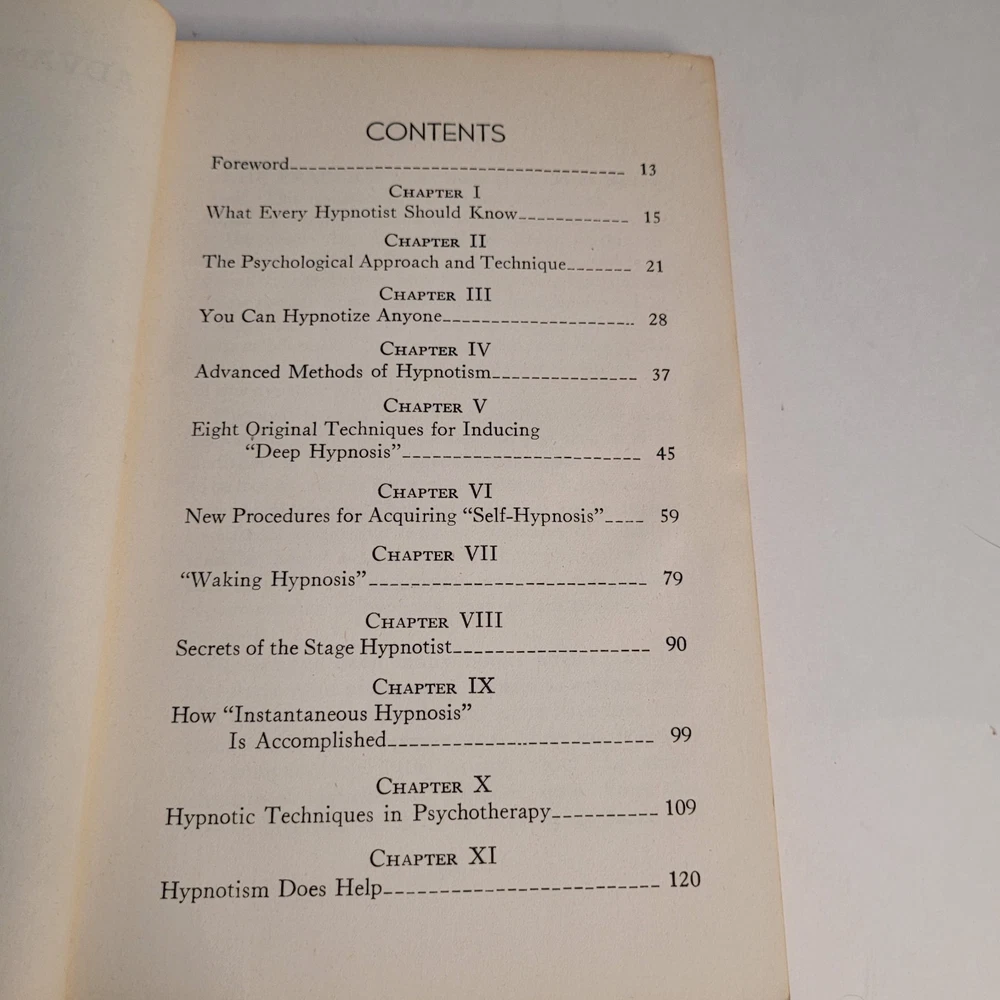 CONTENTS
Foreword 13
CHAPTER I
What Every Hypnotist Should Know 15
CHAPTER II
The Psychological Approach and Technique 21
CHAPTER III
You Can Hypnotize Anyone 28
CHAPTER IV
Advanced Methods of Hypnotism 37
CHAPTER V
Eight Original Techniques for Inducing
“Deep Hypnosis” 45
CHAPTER VI
New Procedures for Acquiring “Self-Hypnosis” 59
CHAPTER VII
“Waking Hypnosis” 79
CHAPTER VIII
Secrets of the Stage Hypnotist 90
CHAPTER IX
How “Instantaneous Hypnosis”
Is Accomplished 99
CHAPTER X
Hypnotic Techniques in Psychotherapy 109
CHAPTER XI
Hypnotism Does Help 120